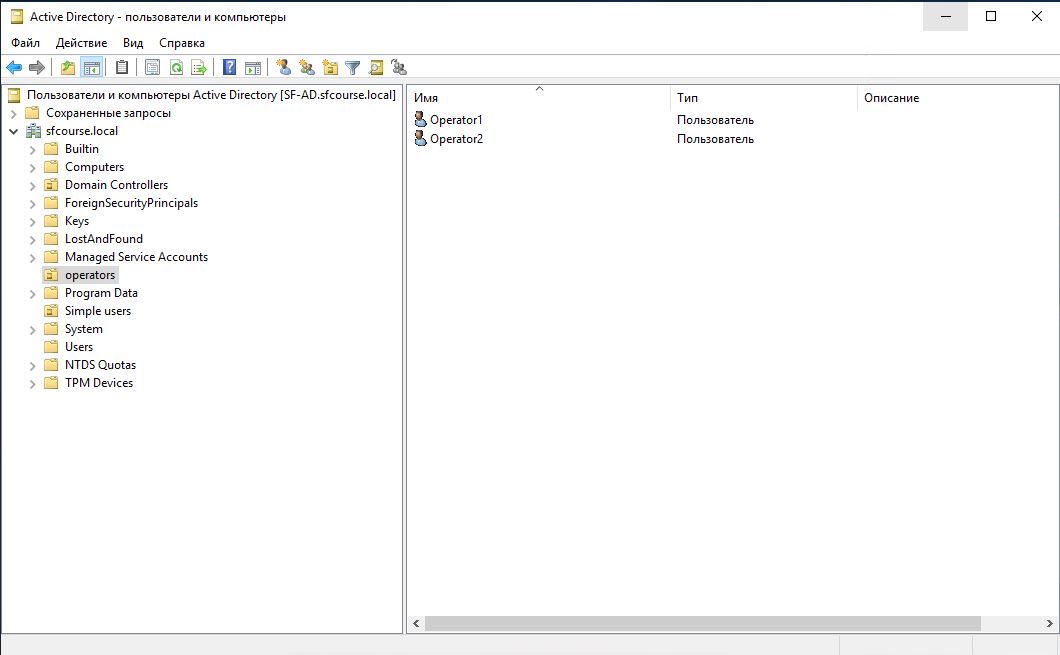 Active Directory - пользователи и компьютеры
Файл Действие Вид Справка
Пользователи и компьютеры Active Directory [SF-AD.sfcourse.local]
Сохраненные запросы
sfcourse.local
Builtin
Computers
Domain Controllers
ForeignSecurityPrincipals
Keys
LostAndFound
Managed Service Accounts
operators
Program Data
Simple users
System
Users
NTDS Quotas
TPM Devices
Имя Тип Описание
Operator1 Пользователь
Operator2 Пользователь